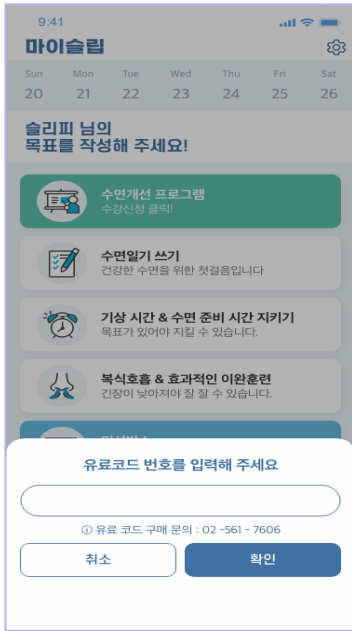 9:41
마이슬립
Sun Mon Tue Wed Thu Fri Sat
20 21 22 23 24 25 26
슬리피 님의
목표를 작성해 주세요!
수면개선 프로그램
수강신청 클릭!
수면일기 쓰기
건강한 수면을 위한 첫걸음입니다
기상 시간 & 수면 준비 시간 지키기
목표가 있어야 지킬 수 있습니다.
복식호흡 & 효과적인 이완훈련
긴장이 낮아져야 잘 잘 수 있습니다.
유료코드 번호를 입력해 주세요
유료 코드 구매 문의 : 02 -561 - 7606
취소 확인